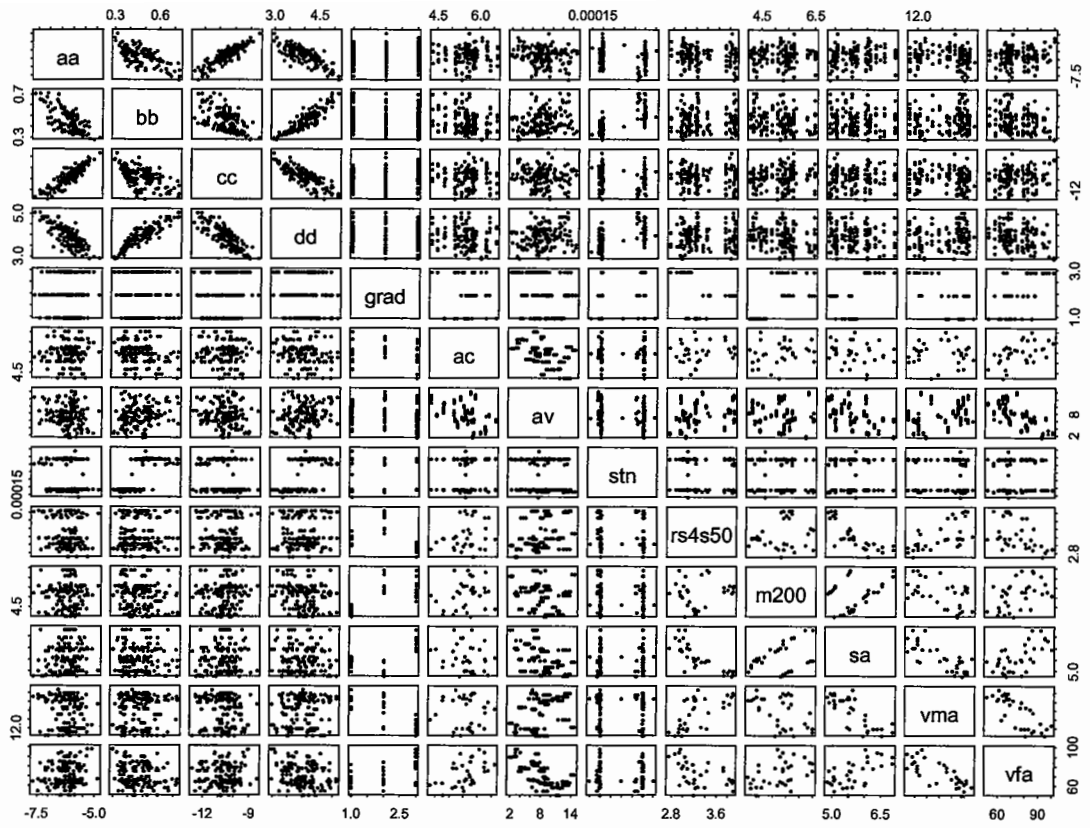 0.3 0.6 3.0 4.5 4.5 6.0 0.00015 4.5 6.5 12.0
aa -7.5
0.7 0.3 bb
cc -12
5.0 3.0 dd
grad 3.0 1.0
4.5 ac
av 8 2
0.00015 stn
rs4s50 2.8
4.5 m200
sa 5.0
12.0 vma
vfa 100 60
-7.5 -5.0 -12 -9 1.0 2.5 2 8 14 2.8 3.6 5.0 6.5 60 90